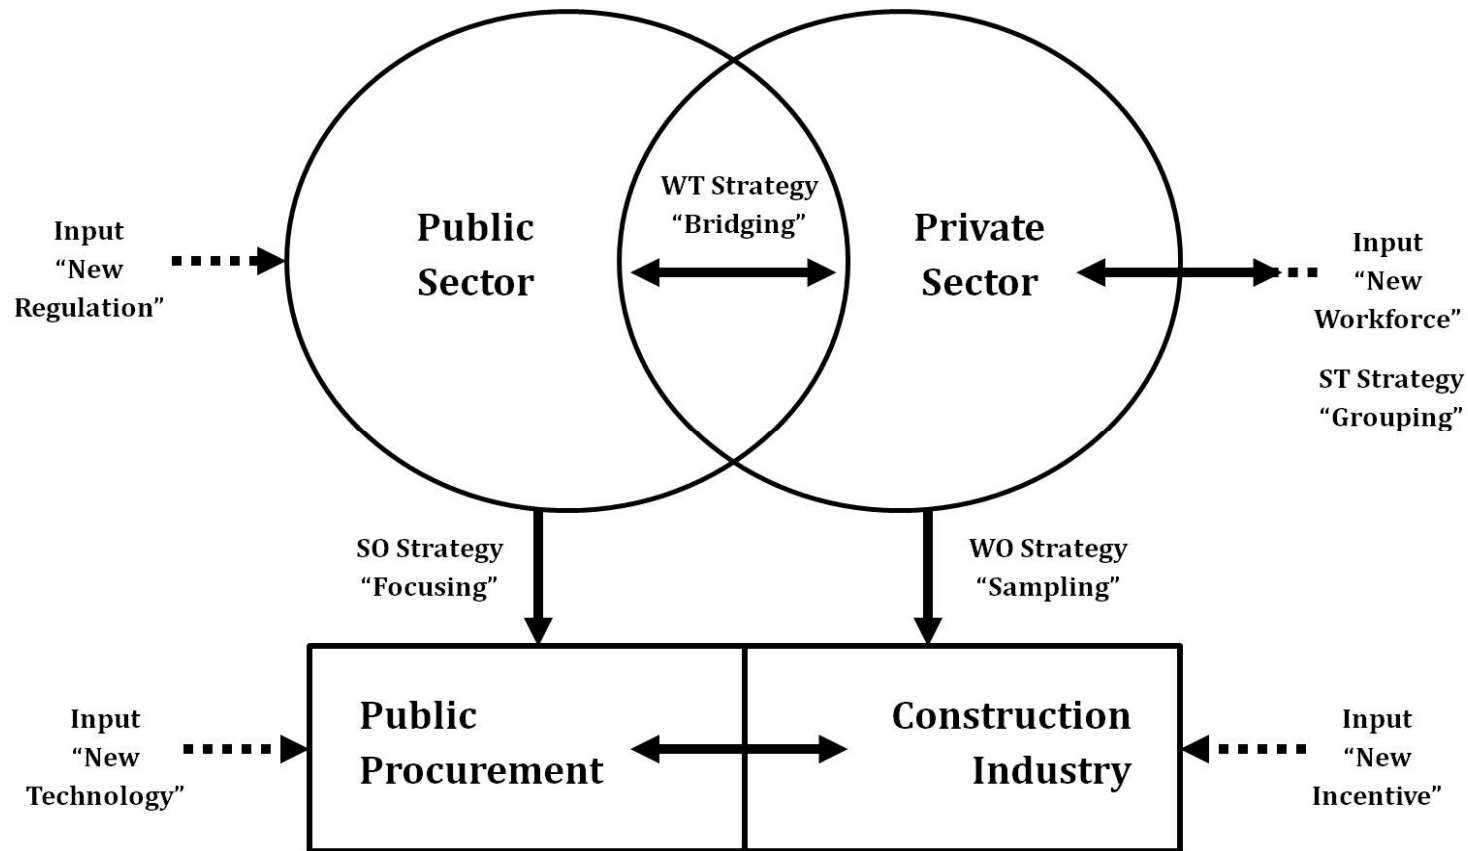 WT Strategy
“Bridging”
Public
Sector
Private
Sector
Input
“New
Regulation”
Input
“New
Workforce”
ST Strategy
“Grouping”
SO Strategy
“Focusing”
WO Strategy
“Sampling”
Input
“New
Technology”
Public
Procurement
Construction
Industry
Input
“New
Incentive”